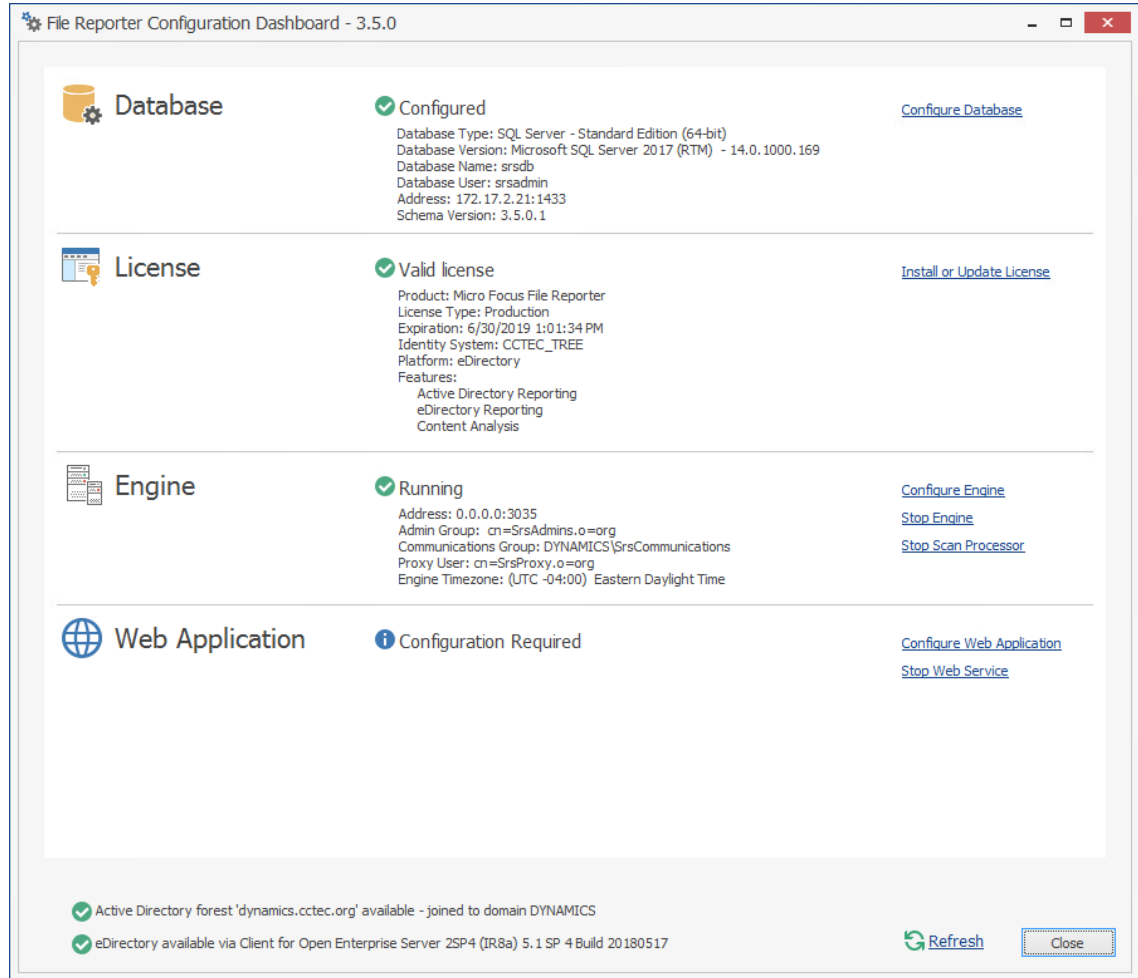 File Reporter Configuration Dashboard - 3.5.0
Database
Configured
Configure Database
Database Type: SQL Server - Standard Edition (64-bit)
Database Version: Microsoft SQL Server 2017 (RTM)  - 14.0.1000.169
Database Name: srsdb
Database User: srsadmin
Address: 172.17.2.21:1433
Schema Version: 3.5.0.1
License
Valid license
Install or Update License
Product: Micro Focus File Reporter
License Type: Production
Expiration: 6/30/2019 1:01:34 PM
Identity System: CCTEC_TREE
Platform: eDirectory
Features:
Active Directory Reporting
eDirectory Reporting
Content Analysis
Engine
Running
Configure Engine
Address: 0.0.0.0:3035
Stop Engine
Admin Group:  cn=SrsAdmins.o=org
Communications Group: DYNAMICS\SrsCommunications
Stop Scan Processor
Proxy User: cn=SrsProxy.o=org
Engine Timezone: (UTC -04:00)  Eastern Daylight Time
Web Application
Configuration Required
Configure Web Application
Stop Web Service
Active Directory forest 'dynamics.cctec.org' available - joined to domain DYNAMICS
eDirectory available via Client for Open Enterprise Server 2SP4 (IR8a) 5.1 SP 4 Build 20180517
Refresh
Close